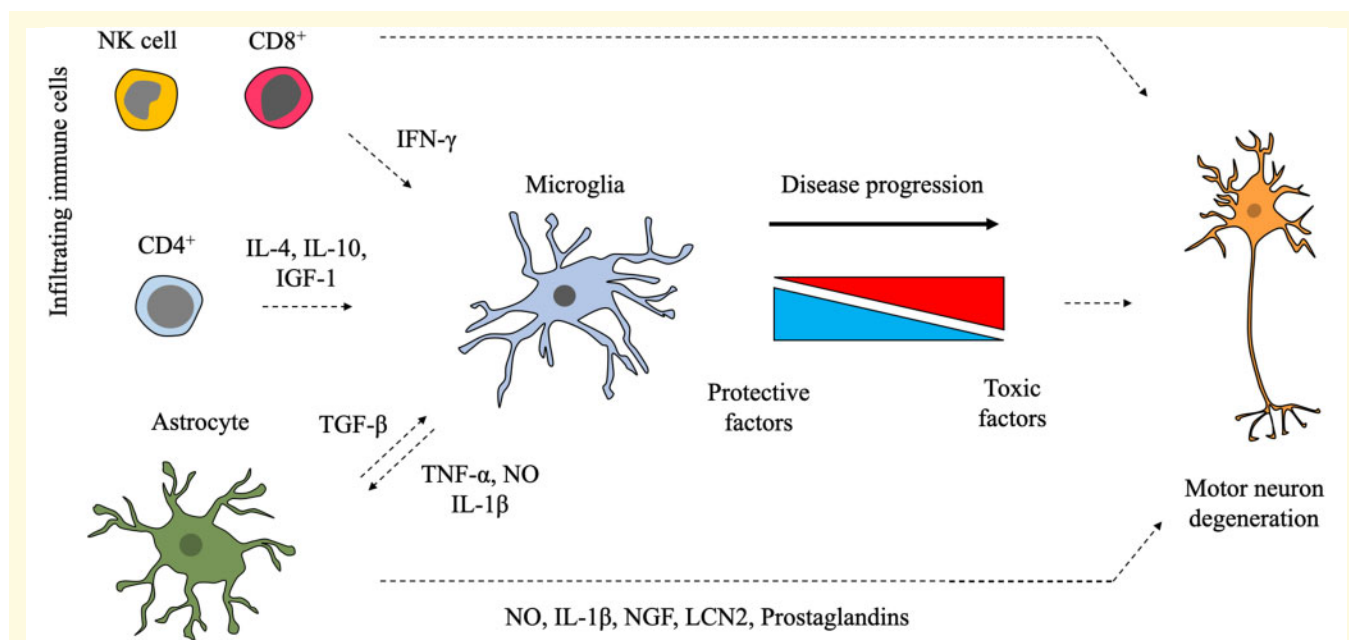 NK cell
CD8+
Infiltrating immune cells
IFN-γ
Microglia
Disease progression
CD4+
IL-4, IL-10,
IGF-1
Protective
factors
Toxic
factors
Astrocyte
TGF-β
TNF-α, NO
IL-1β
Motor neuron
degeneration
NO, IL-1β, NGF, LCN2, Prostaglandins